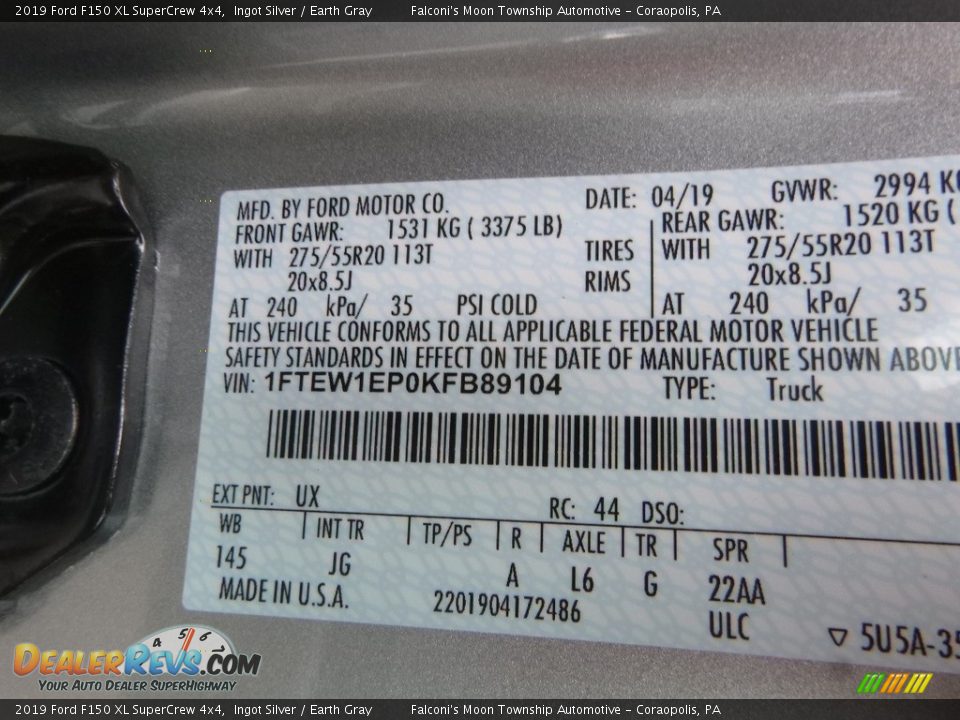 2019 Ford F150 XL SuperCrew 4x4, Ingot Silver / Earth Gray Falconi's Moon Township Automotive - Coraopolis, PA
MFD. BY FORD MOTOR CO. DATE: 04/19 GVWR: 2994 KG
FRONT GAWR: 1531 KG ( 3375 LB) REAR GAWR: 1520 KG (
WITH 275/55R20 113T TIRES WITH 275/55R20 113T
20x8.5J RIMS 20x8.5J
AT 240 kPa/ 35 PSI COLD AT 240 kPa/ 35
THIS VEHICLE CONFORMS TO ALL APPLICABLE FEDERAL MOTOR VEHICLE
SAFETY STANDARDS IN EFFECT ON THE DATE OF MANUFACTURE SHOWN ABOVE
VIN: 1FTEW1EP0KFB89104 TYPE: Truck
EXT PNT: UX RC: 44 DSO:
WB INT TR TP/PS R AXLE TR SPR
145 JG A L6 G 22AA
MADE IN U.S.A. 2201904172486 ULC
5U5A-35
4 5 6
DealerRevs.com
Your Auto Dealer SuperHighway
2019 Ford F150 XL SuperCrew 4x4, Ingot Silver / Earth Gray Falconi's Moon Township Automotive - Coraopolis, PA